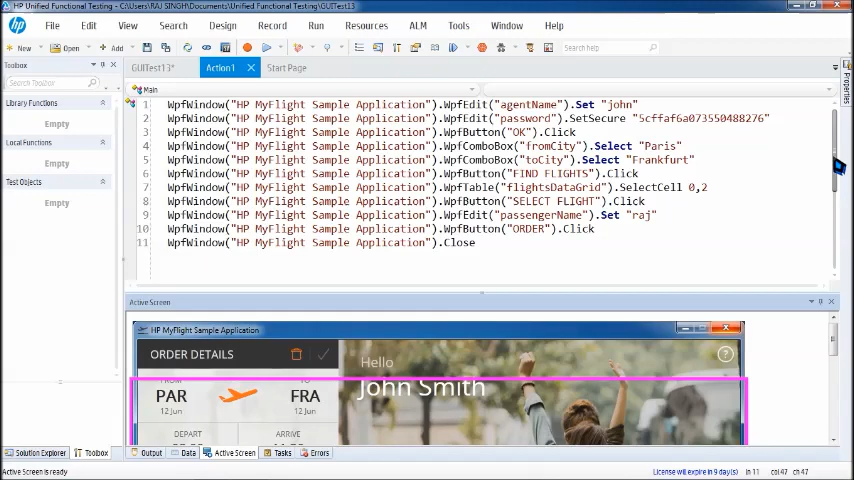 HP Unified Functional Testing - C:\Users\RAJ SINGH\Documents\Unified Functional Testing\GUITest13
hp File Edit View Search Design Record Run Resources ALM Tools Window Help
New Open Add Search help
Toolbox
GUITest13* Action1 Start Page
Search Toolbox
Main
Library Functions
Empty
Local Functions
Empty
Test Objects
Empty
Properties
1 WpfWindow("HP MyFlight Sample Application").WpfEdit("agentName").Set "john"
2 WpfWindow("HP MyFlight Sample Application").WpfEdit("password").SetSecure "5cffaf6a073550488276"
3 WpfWindow("HP MyFlight Sample Application").WpfButton("OK").Click
4 WpfWindow("HP MyFlight Sample Application").WpfComboBox("fromCity").Select "Paris"
5 WpfWindow("HP MyFlight Sample Application").WpfComboBox("toCity").Select "Frankfurt"
6 WpfWindow("HP MyFlight Sample Application").WpfButton("FIND FLIGHTS").Click
7 WpfWindow("HP MyFlight Sample Application").WpfTable("flightsDataGrid").SelectCell 0,2
8 WpfWindow("HP MyFlight Sample Application").WpfButton("SELECT FLIGHT").Click
9 WpfWindow("HP MyFlight Sample Application").WpfEdit("passengerName").Set "raj"
10 WpfWindow("HP MyFlight Sample Application").WpfButton("ORDER").Click
11 WpfWindow("HP MyFlight Sample Application").Close
Active Screen
HP MyFlight Sample Application
ORDER DETAILS
Hello
John Smith
FROM TO
PAR FRA
12 Jun 12 Jun
DEPART ARRIVE
Solution Explorer Toolbox Output Data Active Screen Tasks Errors
Active Screen is ready
License will expire in 9 day(s) ln 11 col 47 ch 47